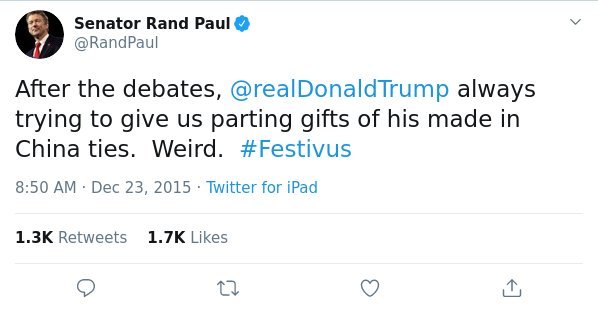 Senator Rand Paul
@RandPaul
After the debates, @realDonaldTrump always
trying to give us parting gifts of his made in
China ties.  Weird.  #Festivus
8:50 AM · Dec 23, 2015 · Twitter for iPad
1.3K Retweets 1.7K Likes